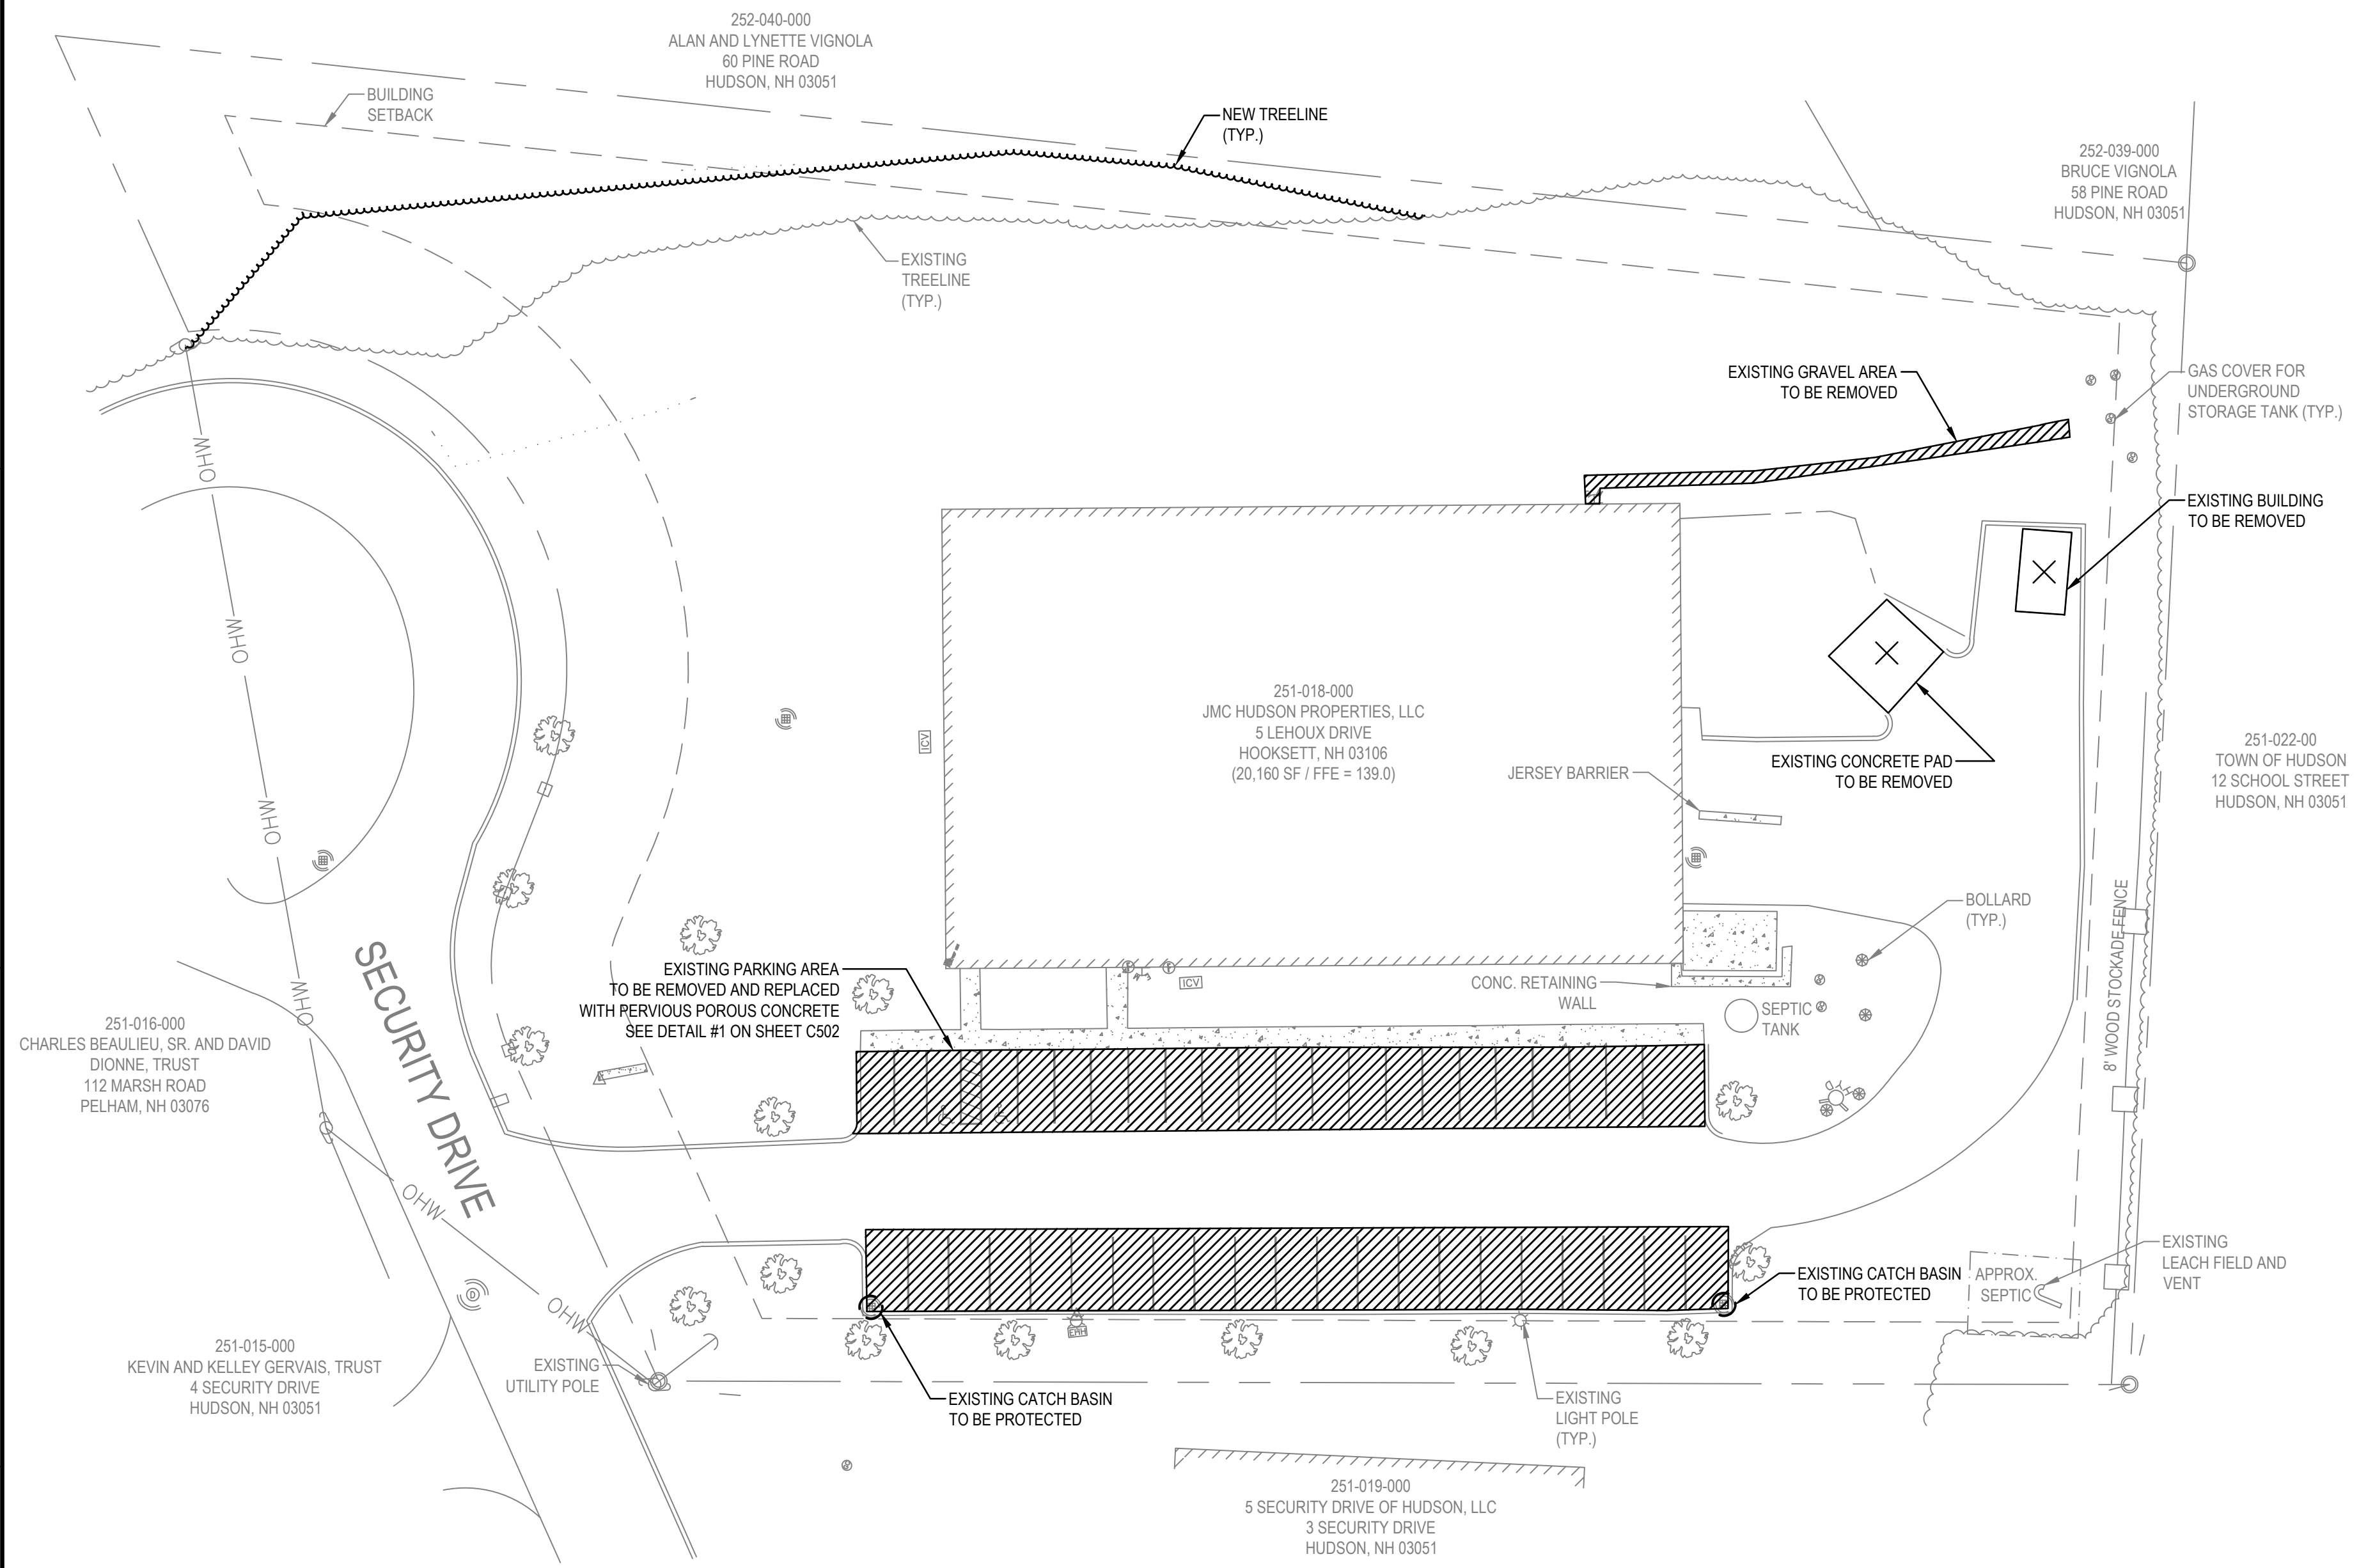 252-040-000
ALAN AND LYNETTE VIGNOLA
60 PINE ROAD
HUDSON, NH 03051
BUILDING
SETBACK
NEW TREELINE
(TYP.)
252-039-000
BRUCE VIGNOLA
58 PINE ROAD
HUDSON, NH 03051
EXISTING
TREELINE
(TYP.)
EXISTING GRAVEL AREA
TO BE REMOVED
GAS COVER FOR
UNDERGROUND
STORAGE TANK (TYP.)
OHW
EXISTING BUILDING
TO BE REMOVED
OHW
251-018-000
JMC HUDSON PROPERTIES, LLC
5 LEHOUX DRIVE
HOOKSETT, NH 03106
(20,160 SF / FFE = 139.0)
ICV
JERSEY BARRIER
EXISTING CONCRETE PAD
TO BE REMOVED
251-022-00
TOWN OF HUDSON
12 SCHOOL STREET
HUDSON, NH 03051
OHW
BOLLARD
(TYP.)
8' WOOD STOCKADE FENCE
SECURITY DRIVE
OHW
EXISTING PARKING AREA
TO BE REMOVED AND REPLACED
WITH PERVIOUS POROUS CONCRETE
SEE DETAIL #1 ON SHEET C502
ICV
CONC. RETAINING
WALL
SEPTIC
TANK
251-016-000
CHARLES BEAULIEU, SR. AND DAVID
DIONNE, TRUST
112 MARSH ROAD
PELHAM, NH 03076
HYD
OHW
OHW
D
EXISTING CATCH BASIN
TO BE PROTECTED
APPROX.
SEPTIC
EXISTING
LEACH FIELD AND
VENT
EMH
251-015-000
KEVIN AND KELLEY GERVAIS, TRUST
4 SECURITY DRIVE
HUDSON, NH 03051
EXISTING
UTILITY POLE
EXISTING CATCH BASIN
TO BE PROTECTED
EXISTING
LIGHT POLE
(TYP.)
251-019-000
5 SECURITY DRIVE OF HUDSON, LLC
3 SECURITY DRIVE
HUDSON, NH 03051